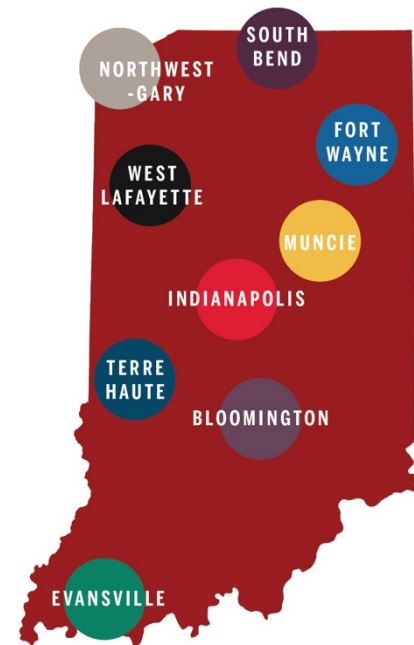 SOUTH
BEND
NORTHWEST
-GARY
FORT
WAYNE
WEST
LAFAYETTE
MUNCIE
INDIANAPOLIS
TERRE
HAUTE
BLOOMINGTON
EVANSVILLE